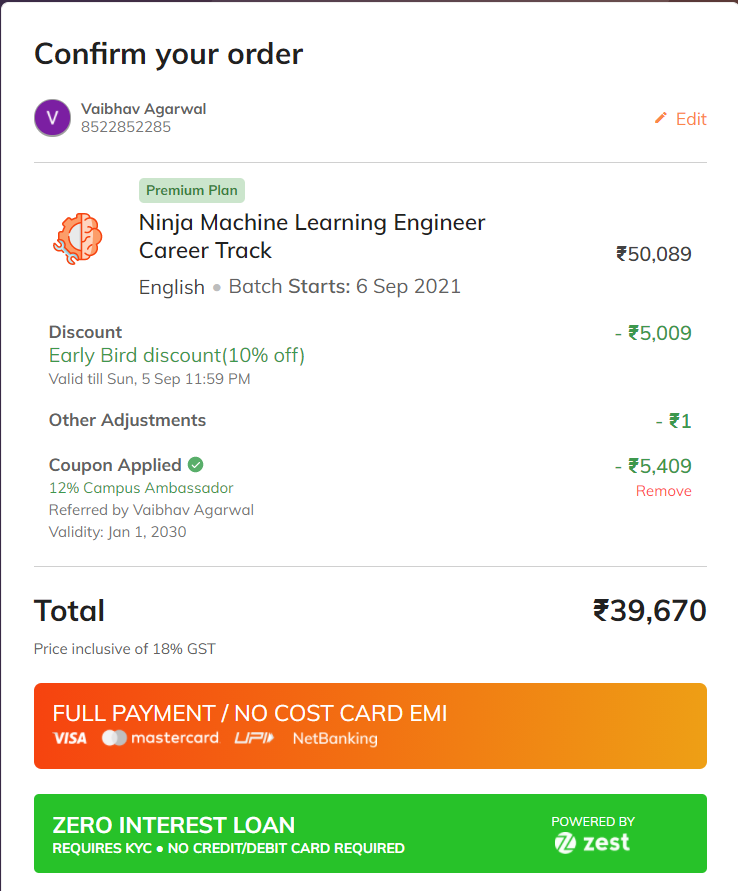 Confirm your order
V
Vaibhav Agarwal
8522852285
Edit
Premium Plan
Ninja Machine Learning Engineer
Career Track
₹50,089
English • Batch Starts: 6 Sep 2021
Discount
- ₹5,009
Early Bird discount(10% off)
Valid till Sun, 5 Sep 11:59 PM
Other Adjustments
- ₹1
Coupon Applied
- ₹5,409
12% Campus Ambassador
Remove
Referred by Vaibhav Agarwal
Validity: Jan 1, 2030
Total
₹39,670
Price inclusive of 18% GST
FULL PAYMENT / NO COST CARD EMI
VISA mastercard UPI NetBanking
ZERO INTEREST LOAN
REQUIRES KYC • NO CREDIT/DEBIT CARD REQUIRED
POWERED BY
zest